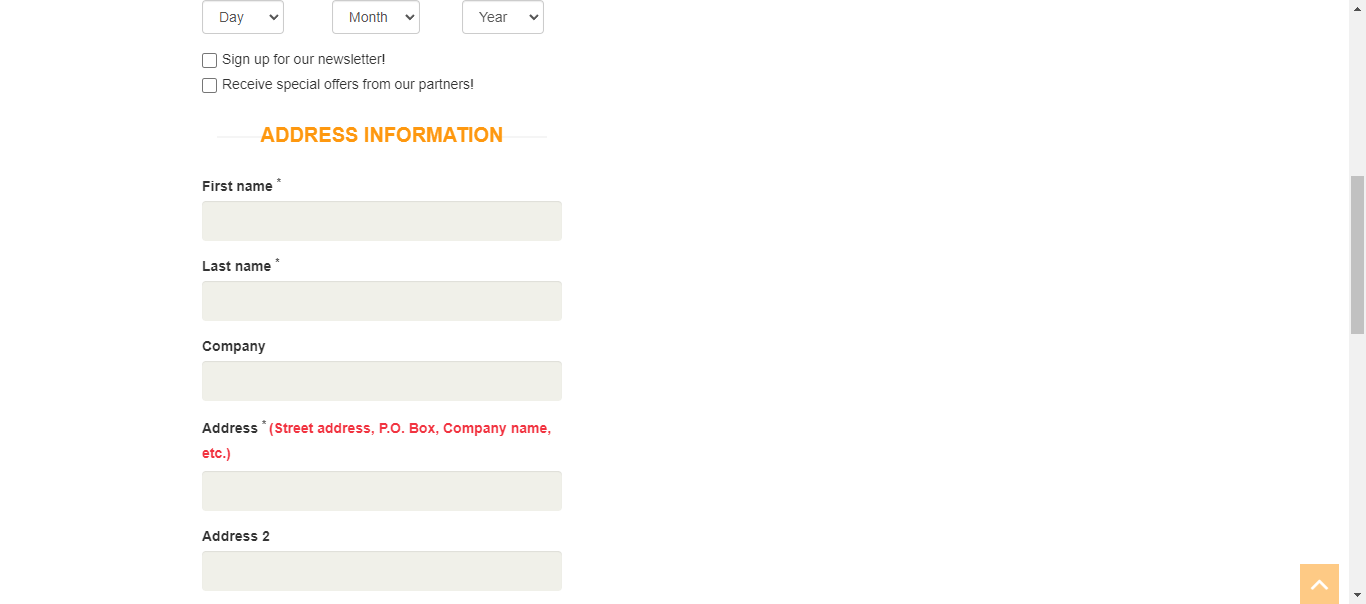 Day Month Year
Sign up for our newsletter!
Receive special offers from our partners!
ADDRESS INFORMATION
First name *
Last name *
Company
Address * (Street address, P.O. Box, Company name,
etc.)
Address 2